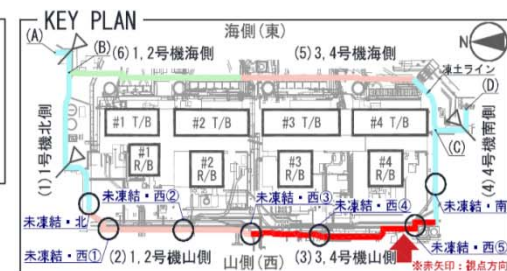 KEY PLAN
海側(東)
(A)
(B)
(6) 1,2号機海側
(5) 3,4号機海側
N
凍土ライン
(D)
#1 T/B
#2 T/B
#3 T/B
#4 T/B
(C)
(1) 1号機北側
#1
R/B
#2
R/B
#3
R/B
#4
R/B
(4) 4号機南側
未凍結・北
未凍結・西②
未凍結・西③
未凍結・西④
未凍結・南
未凍結・西①
(2) 1,2号機山側
山側(西)
(3) 3,4号機山側
未凍結・西⑤
※赤矢印：視点方向